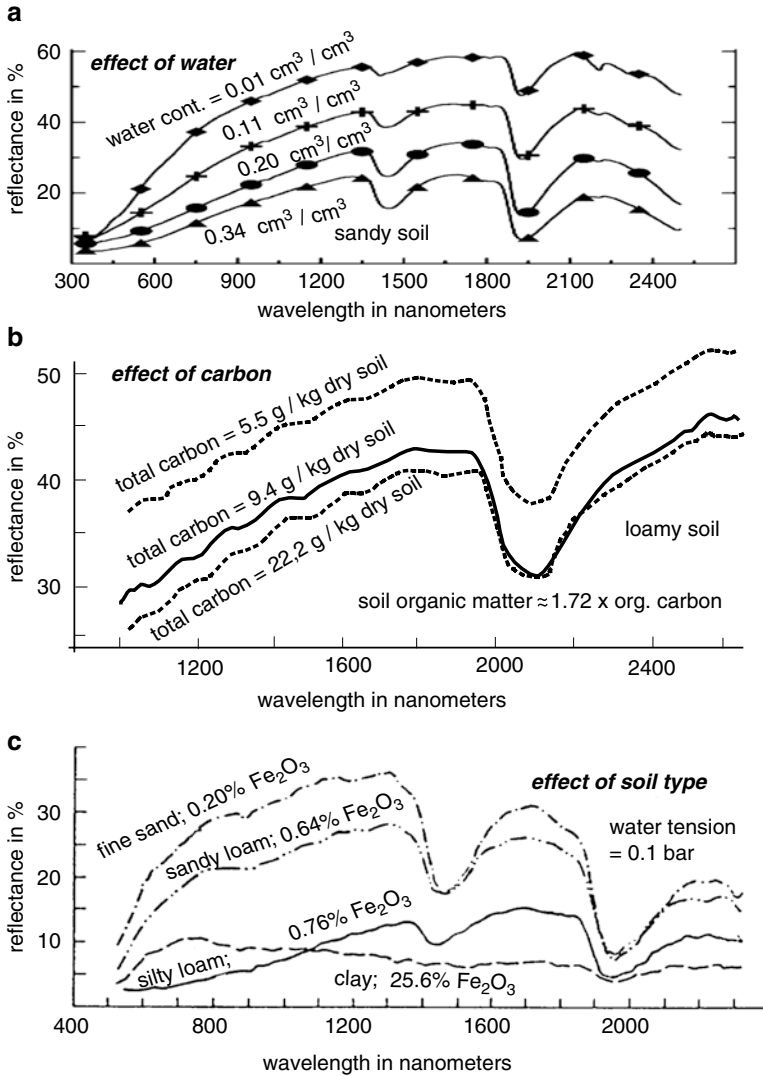 a
60
effect of water
water cont. = 0.01 cm³ / cm³
40
0.11 cm³ / cm³
0.20 cm³/ cm³
20
0.34 cm³ / cm³
sandy soil
reflectance in %
300 600 900 1200 1500 1800 2100 2400
wavelength in nanometers
b
50
effect of carbon
total carbon = 5.5 g / kg dry soil
40
total carbon = 9.4 g / kg dry soil
total carbon = 22,2 g / kg dry soil
loamy soil
30
soil organic matter ≈ 1.72 x org. carbon
reflectance in %
1200 1600 2000 2400
wavelength in nanometers
c
effect of soil type
30
fine sand; 0.20% Fe₂O₃
sandy loam; 0.64% Fe₂O₃
water tension
= 0.1 bar
20
0.76% Fe₂O₃
10
silty loam;
clay; 25.6% Fe₂O₃
reflectance in %
400 800 1200 1600 2000
wavelength in nanometers